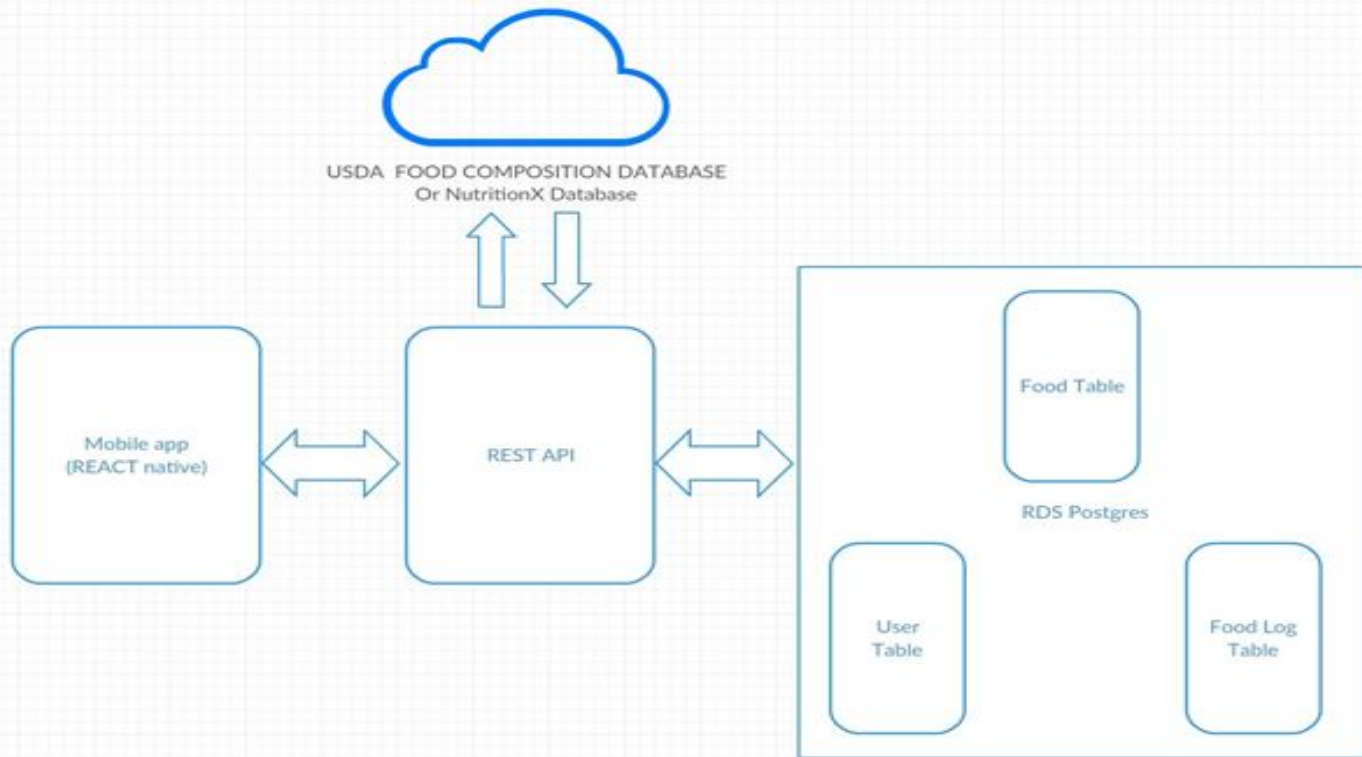 USDA FOOD COMPOSITION DATABASE
Or NutritionX Database
Mobile app
(REACT native)
REST API
Food Table
RDS Postgres
User
Table
Food Log
Table